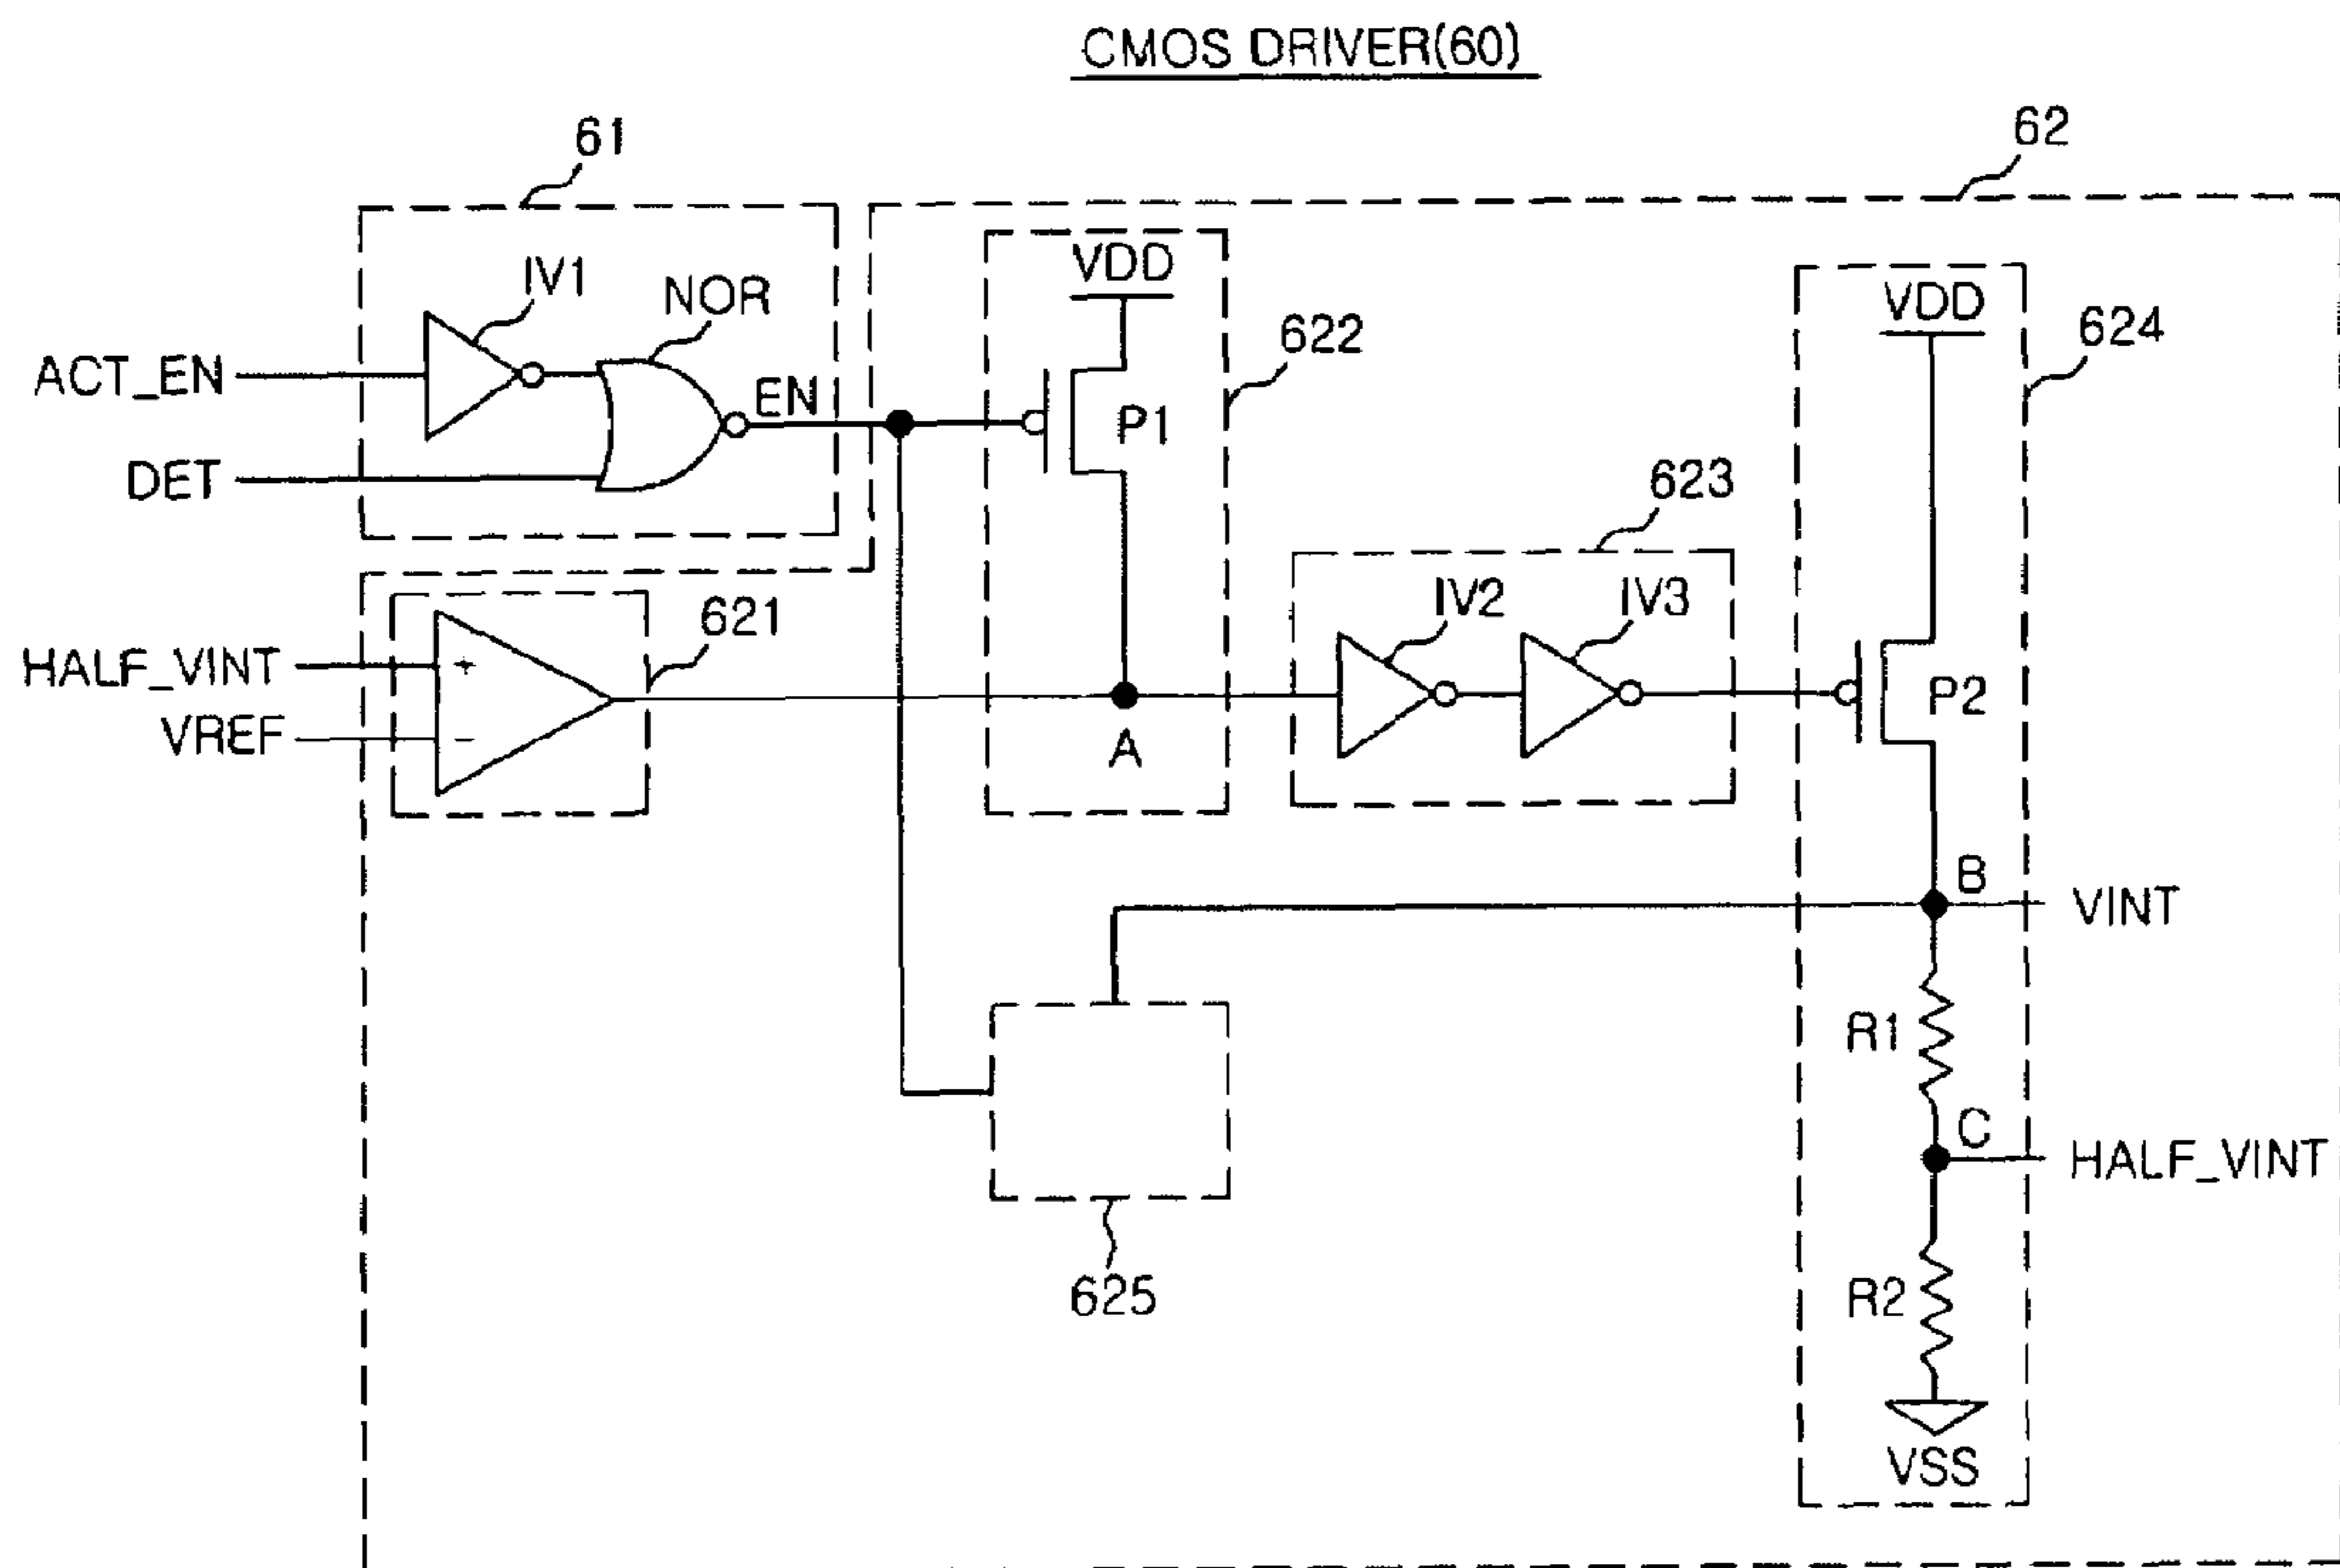 CMOS DRIVER(60)
61
62
IV1
NOR
VDD
VDD
622
624
ACT_EN
EN
P1
DET
623
621
IV2
IV3
HALF_VINT
+
P2
VREF
−
A
B
VINT
R1
C
HALF_VINT
625
R2
VSS